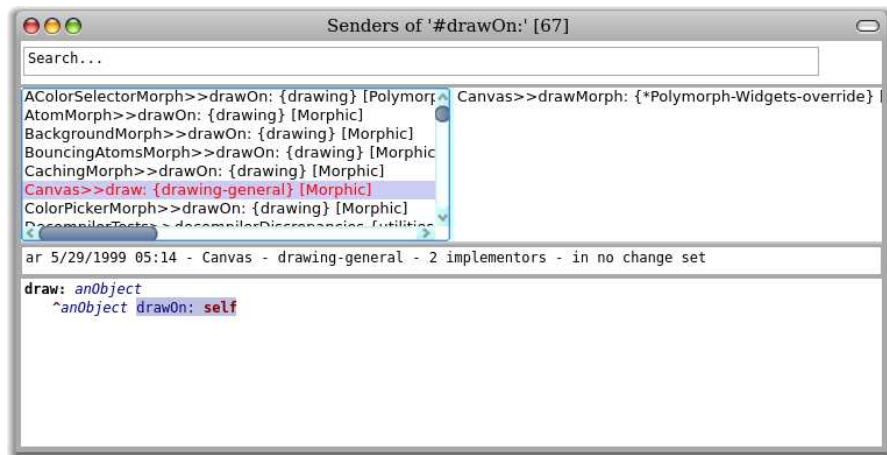 Senders of '#drawOn:' [67]
Search...
AColorSelectorMorph>>drawOn: {drawing} [Polymorp
AtomMorph>>drawOn: {drawing} [Morphic]
BackgroundMorph>>drawOn: {drawing} [Morphic]
BouncingAtomsMorph>>drawOn: {drawing} [Morphic
CachingMorph>>drawOn: {drawing} [Morphic]
Canvas>>draw: {drawing-general} [Morphic]
ColorPickerMorph>>drawOn: {drawing} [Morphic]
DecompilerTests>>decompilerDiscrepancies {utilities
Canvas>>drawMorph: {*Polymorph-Widgets-override} [
ar 5/29/1999 05:14 - Canvas - drawing-general - 2 implementors - in no change set
draw: anObject
^anObject drawOn: self